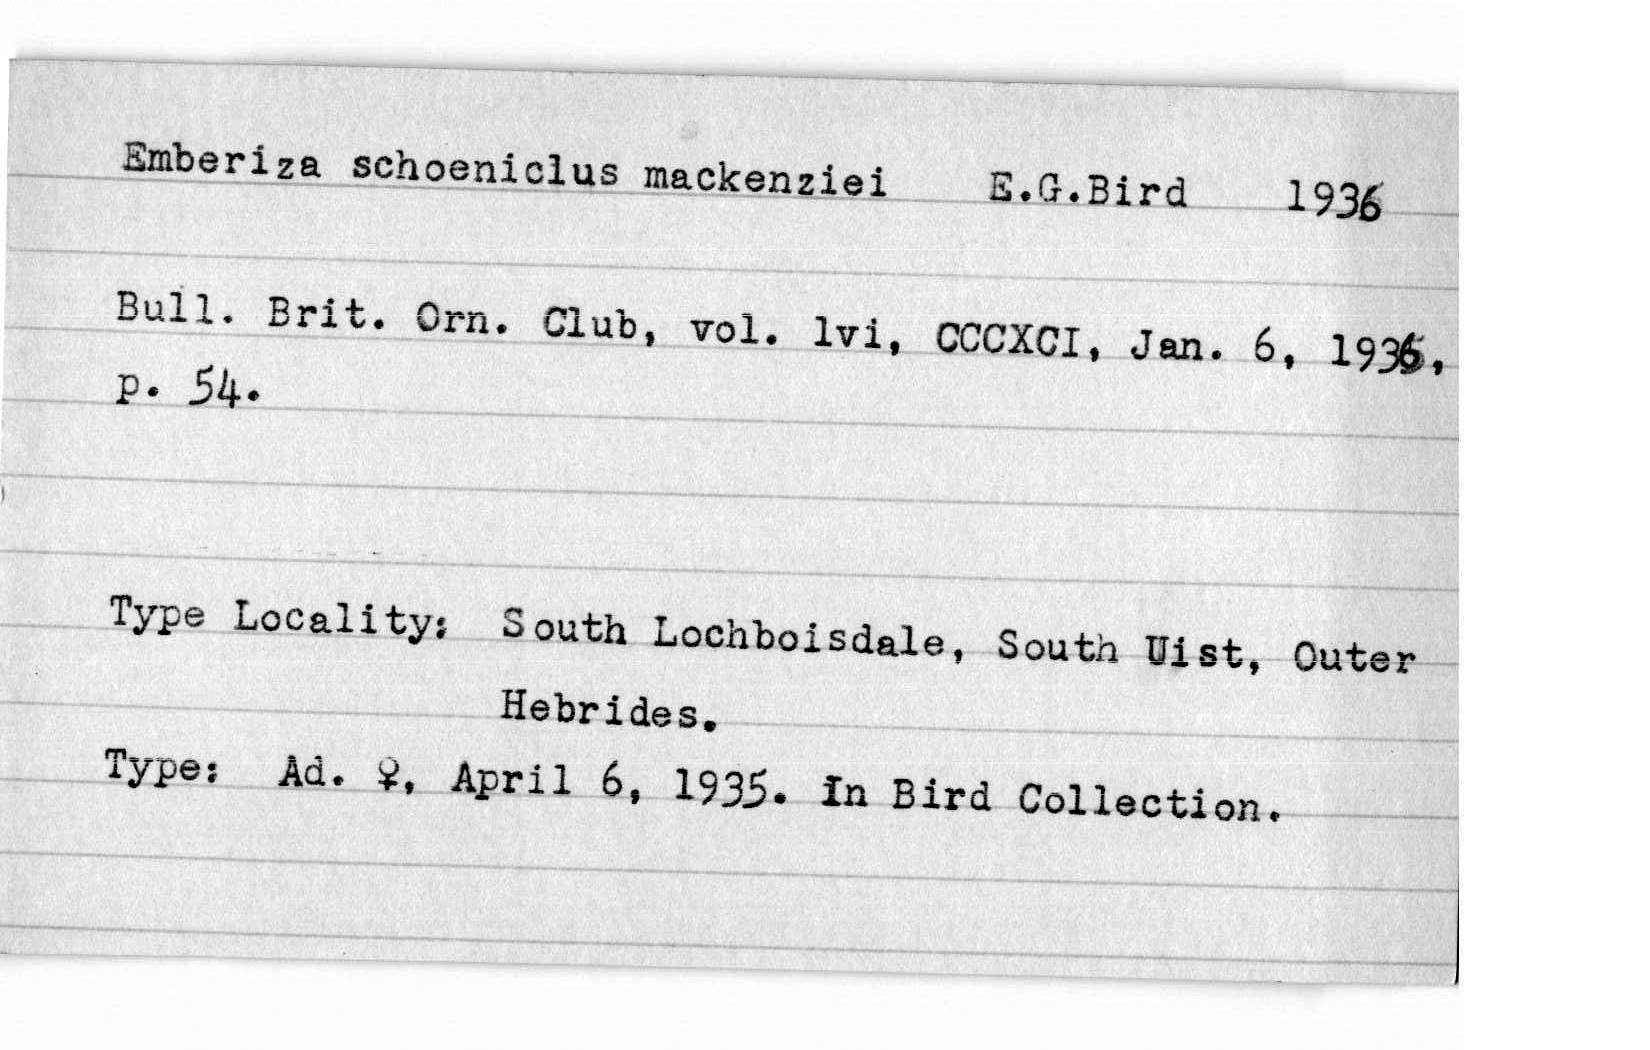 Emberiza schoeniclus mackenziei E.G.Bird 1936
Bull. Brit. Orn. Club, vol. lvi, CCCXCI, Jan. 6, 1936,
p. 54.
Type Locality: South Lochboisdale, South Uist, Outer
Hebrides.
Type: Ad. ♀, April 6, 1935. In Bird Collection.